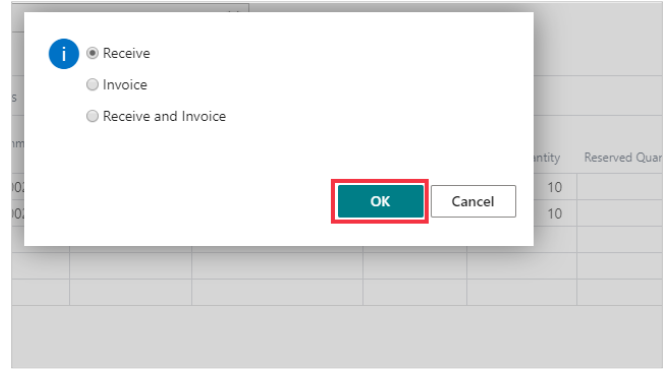 i
Receive
Invoice
Receive and Invoice
OK Cancel
Reserved Quar
10
10